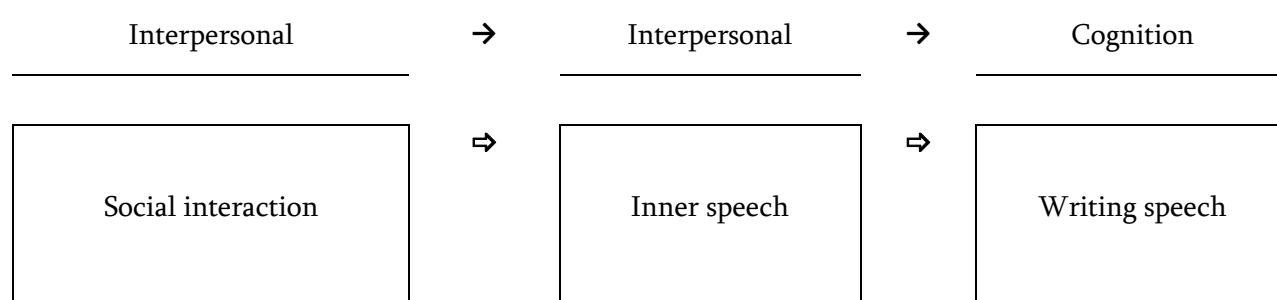 Interpersonal → Interpersonal → Cognition
⇨ ⇨
Social interaction Inner speech Writing speech